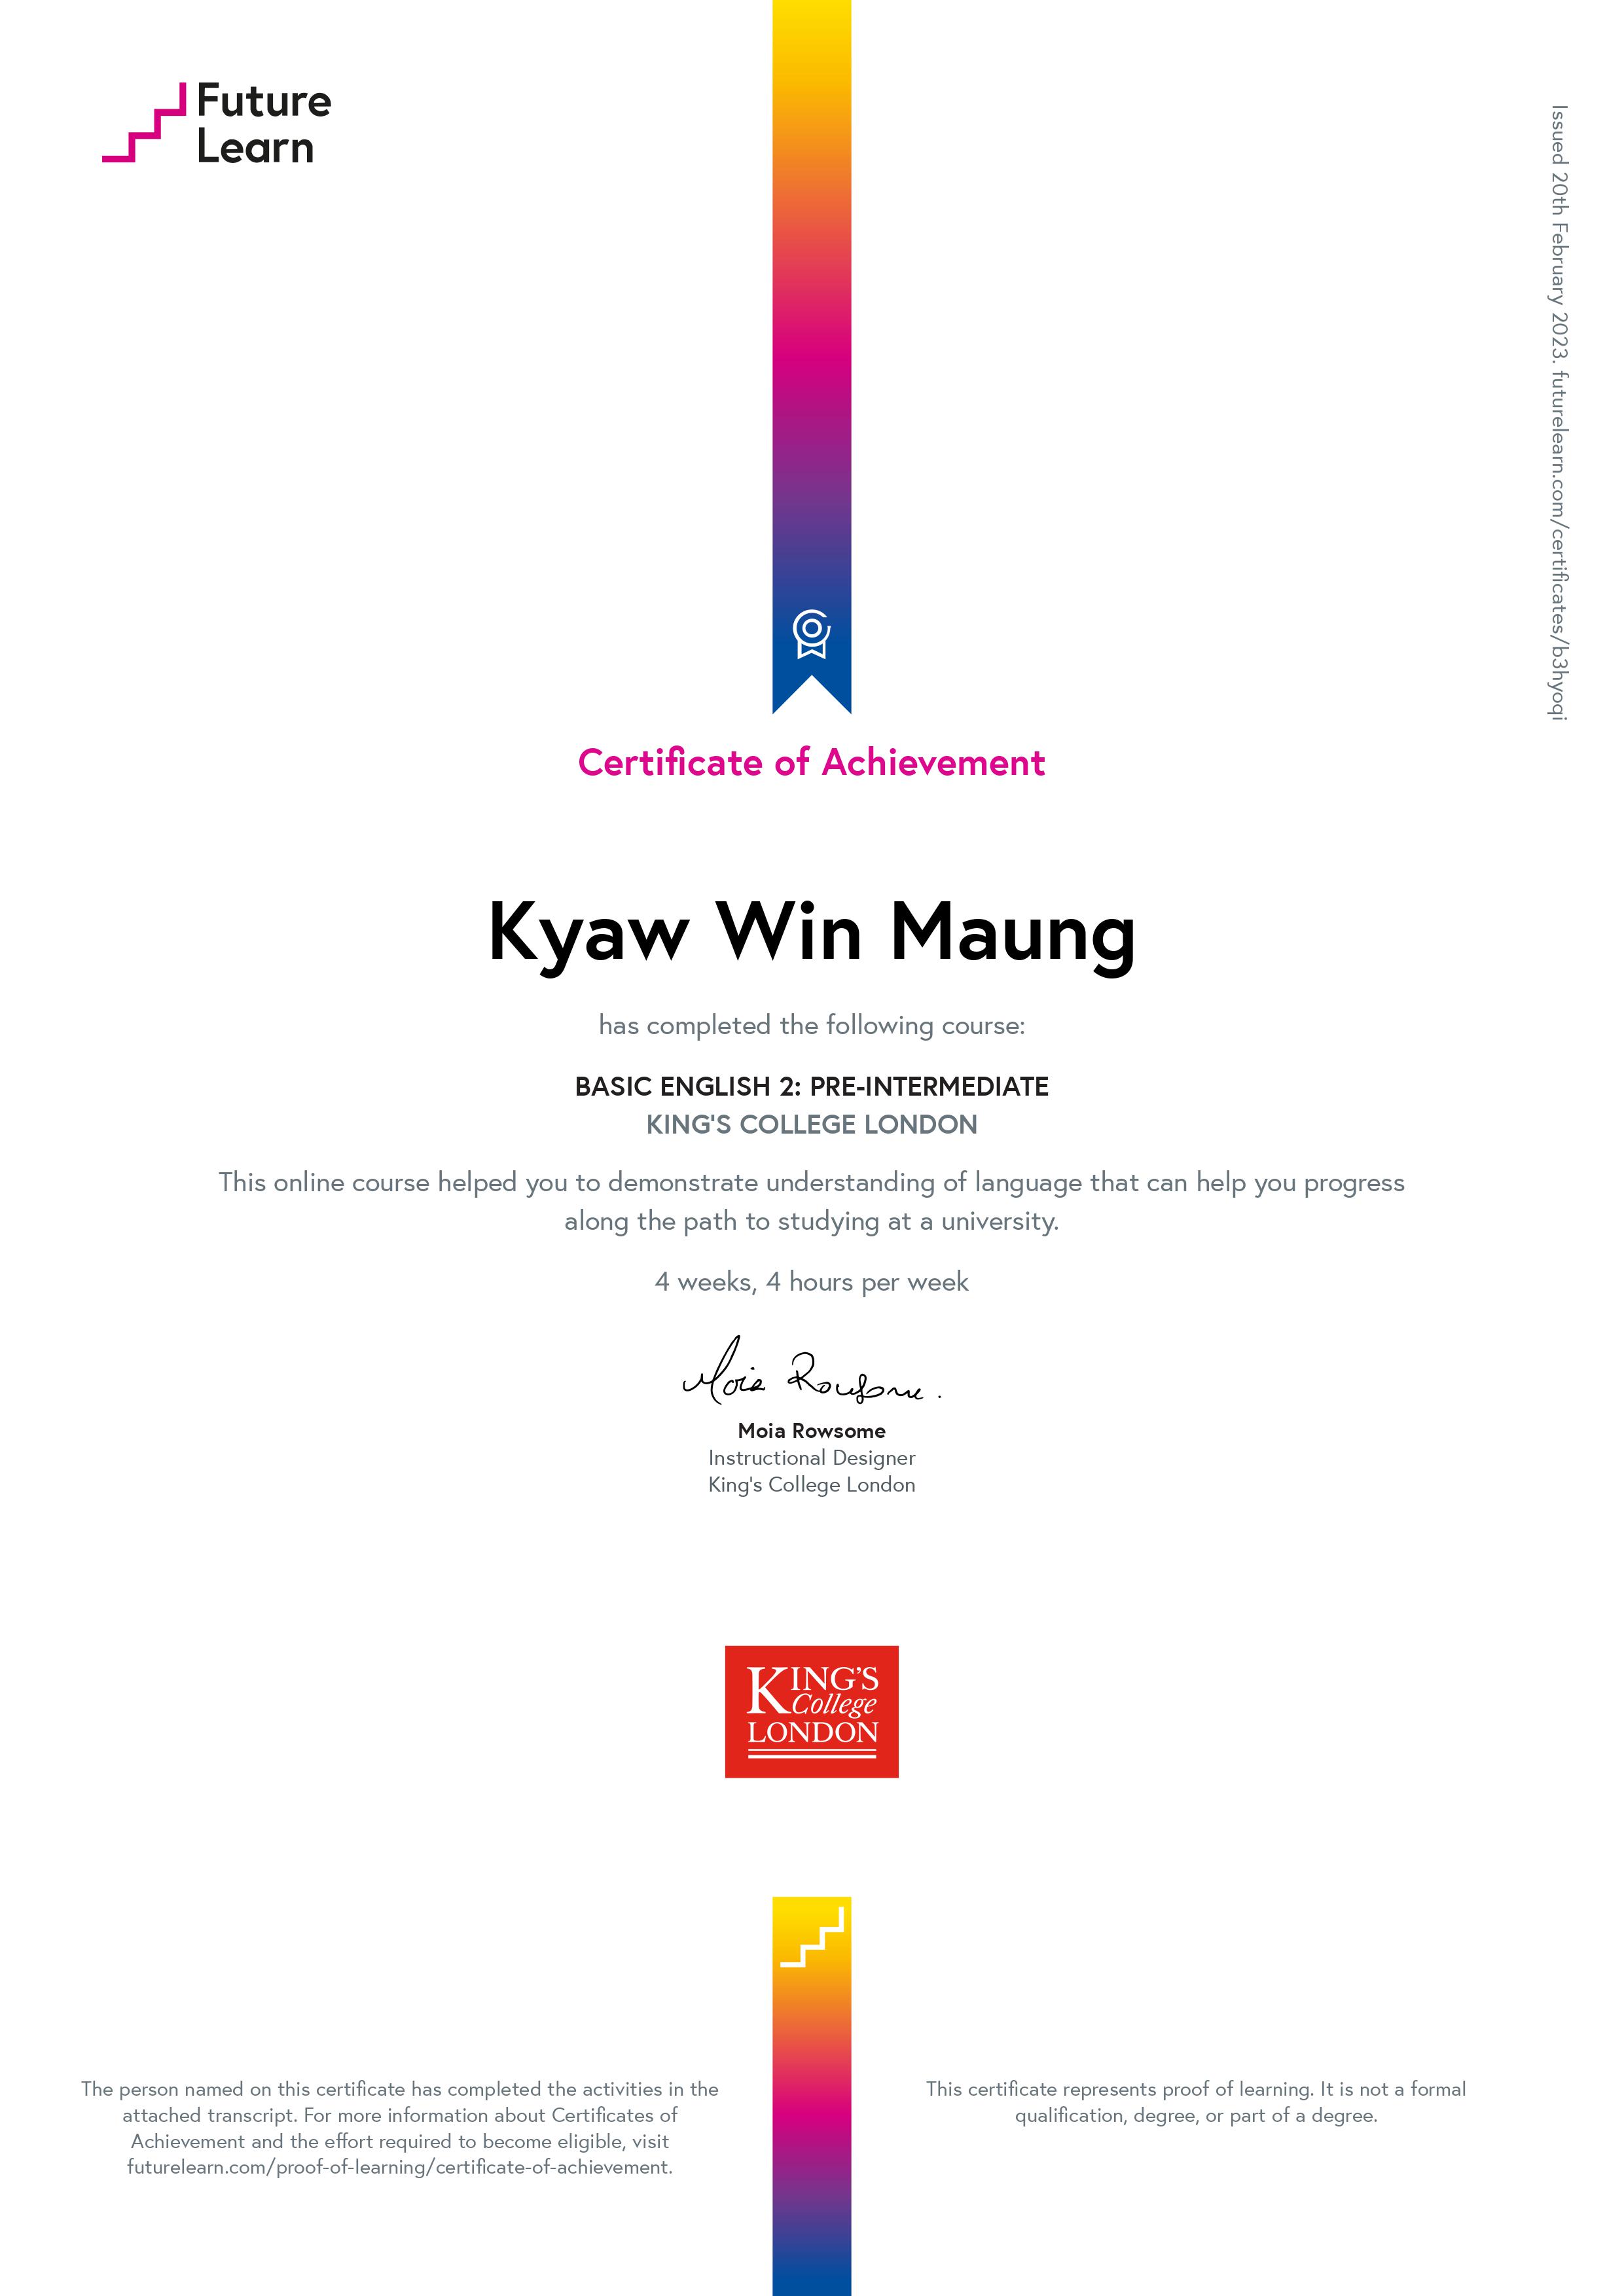 Future
Learn
Issued 20th February 2023. futurelearn.com/certificates/b3hyoqi
Certificate of Achievement
Kyaw Win Maung
has completed the following course:
BASIC ENGLISH 2: PRE-INTERMEDIATE
KING'S COLLEGE LONDON
This online course helped you to demonstrate understanding of language that can help you progress
along the path to studying at a university.
4 weeks, 4 hours per week
Moia Rowsome.
Moia Rowsome
Instructional Designer
King's College London
KING'S
College
LONDON
The person named on this certificate has completed the activities in the
attached transcript. For more information about Certificates of
Achievement and the effort required to become eligible, visit
futurelearn.com/proof-of-learning/certificate-of-achievement.
This certificate represents proof of learning. It is not a formal
qualification, degree, or part of a degree.